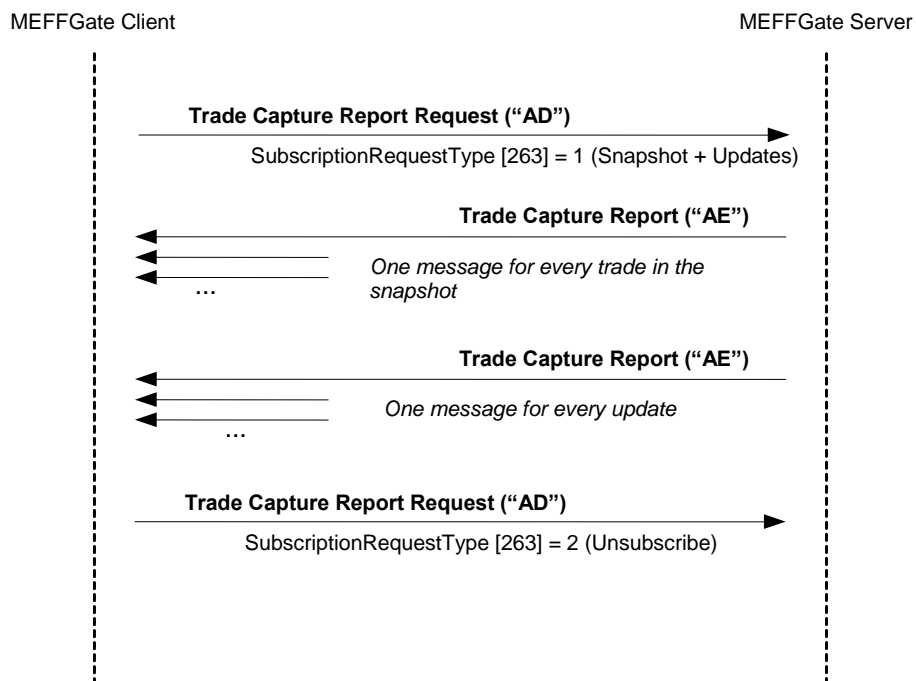 MEFFGate Client
MEFFGate Server
Trade Capture Report Request (“AD”)
SubscriptionRequestType [263] = 1 (Snapshot + Updates)
Trade Capture Report (“AE”)
One message for every trade in the
snapshot
...
Trade Capture Report (“AE”)
One message for every update
...
Trade Capture Report Request (“AD”)
SubscriptionRequestType [263] = 2 (Unsubscribe)